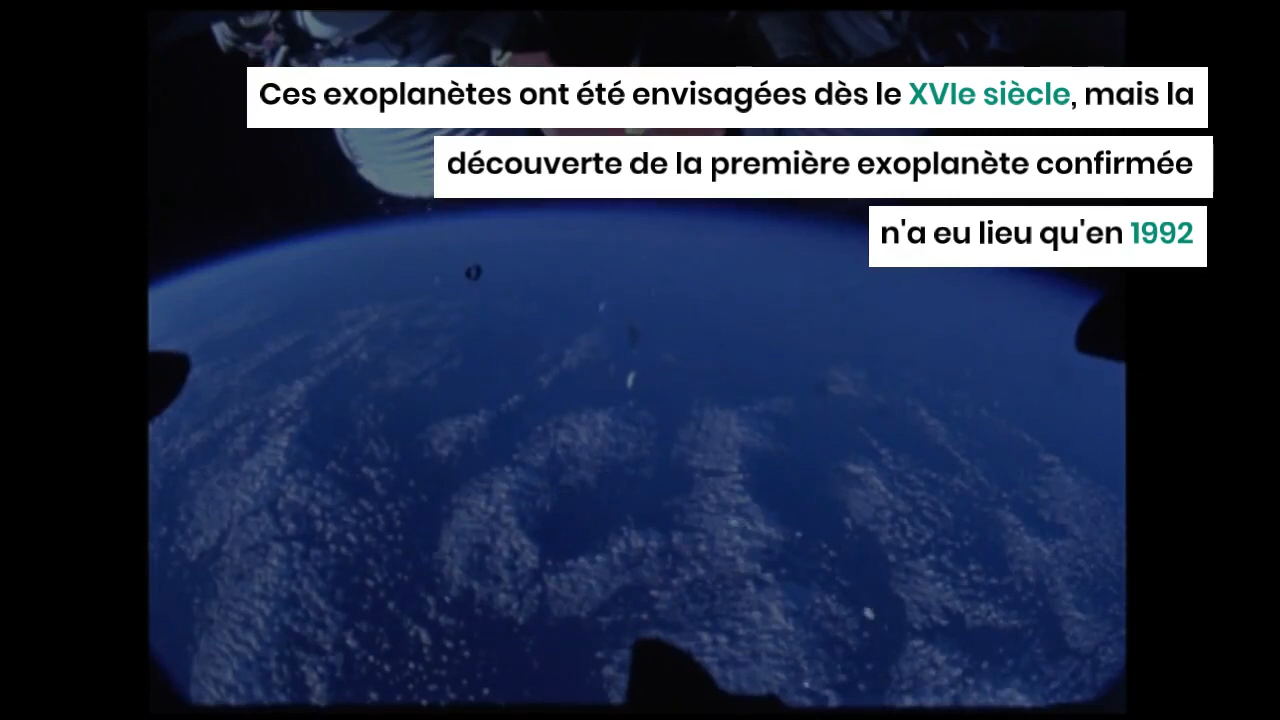 Ces exoplanètes ont été envisagées dès le XVIe siècle, mais la
découverte de la première exoplanète confirmée
n'a eu lieu qu'en 1992